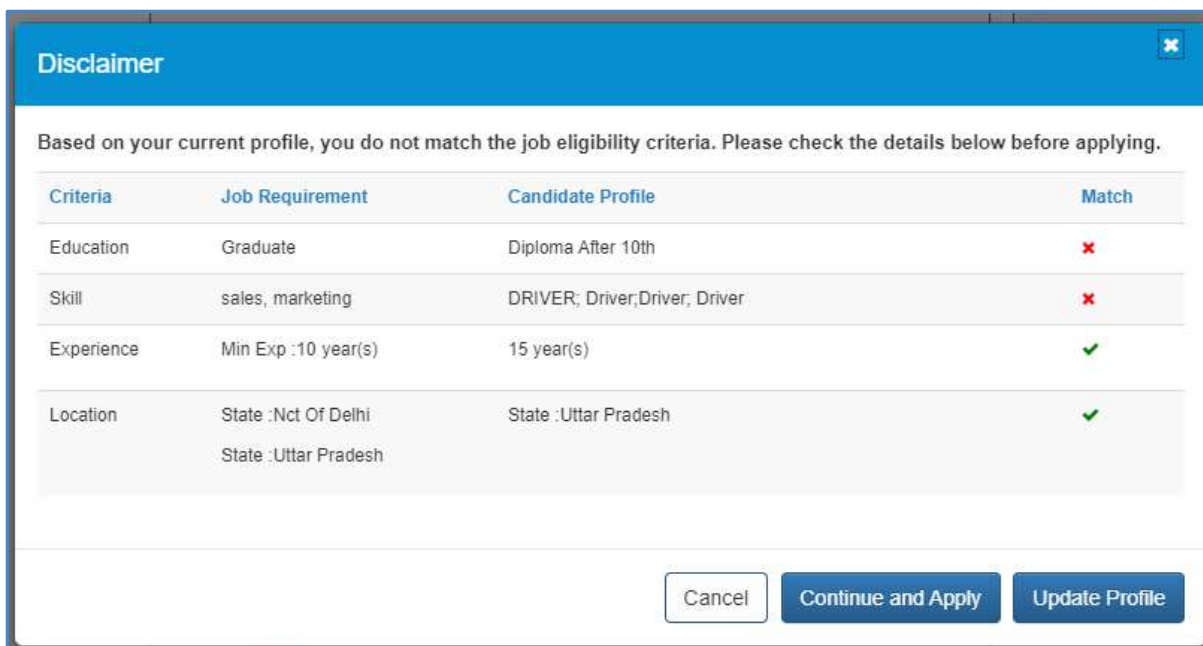 Disclaimer
Based on your current profile, you do not match the job eligibility criteria. Please check the details below before applying.
Criteria Job Requirement Candidate Profile Match
Education Graduate Diploma After 10th
Skill sales, marketing DRIVER; Driver;Driver; Driver
Experience Min Exp :10 year(s) 15 year(s)
Location State :Nct Of Delhi State :Uttar Pradesh
State :Uttar Pradesh
Cancel Continue and Apply Update Profile